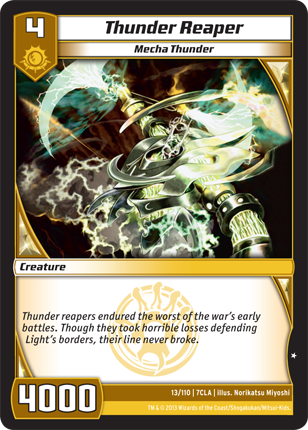 4
Thunder Reaper
Mecha Thunder
Creature
Thunder reapers endured the worst of the war's early
battles. Though they took horrible losses defending
Light's borders, their line never broke.
4000
13/110 | 7CLA | Illus. Norikatsu Miyoshi
TM & © 2013 Wizards of the Coast/Shogakukan/Mitsui-Kids.